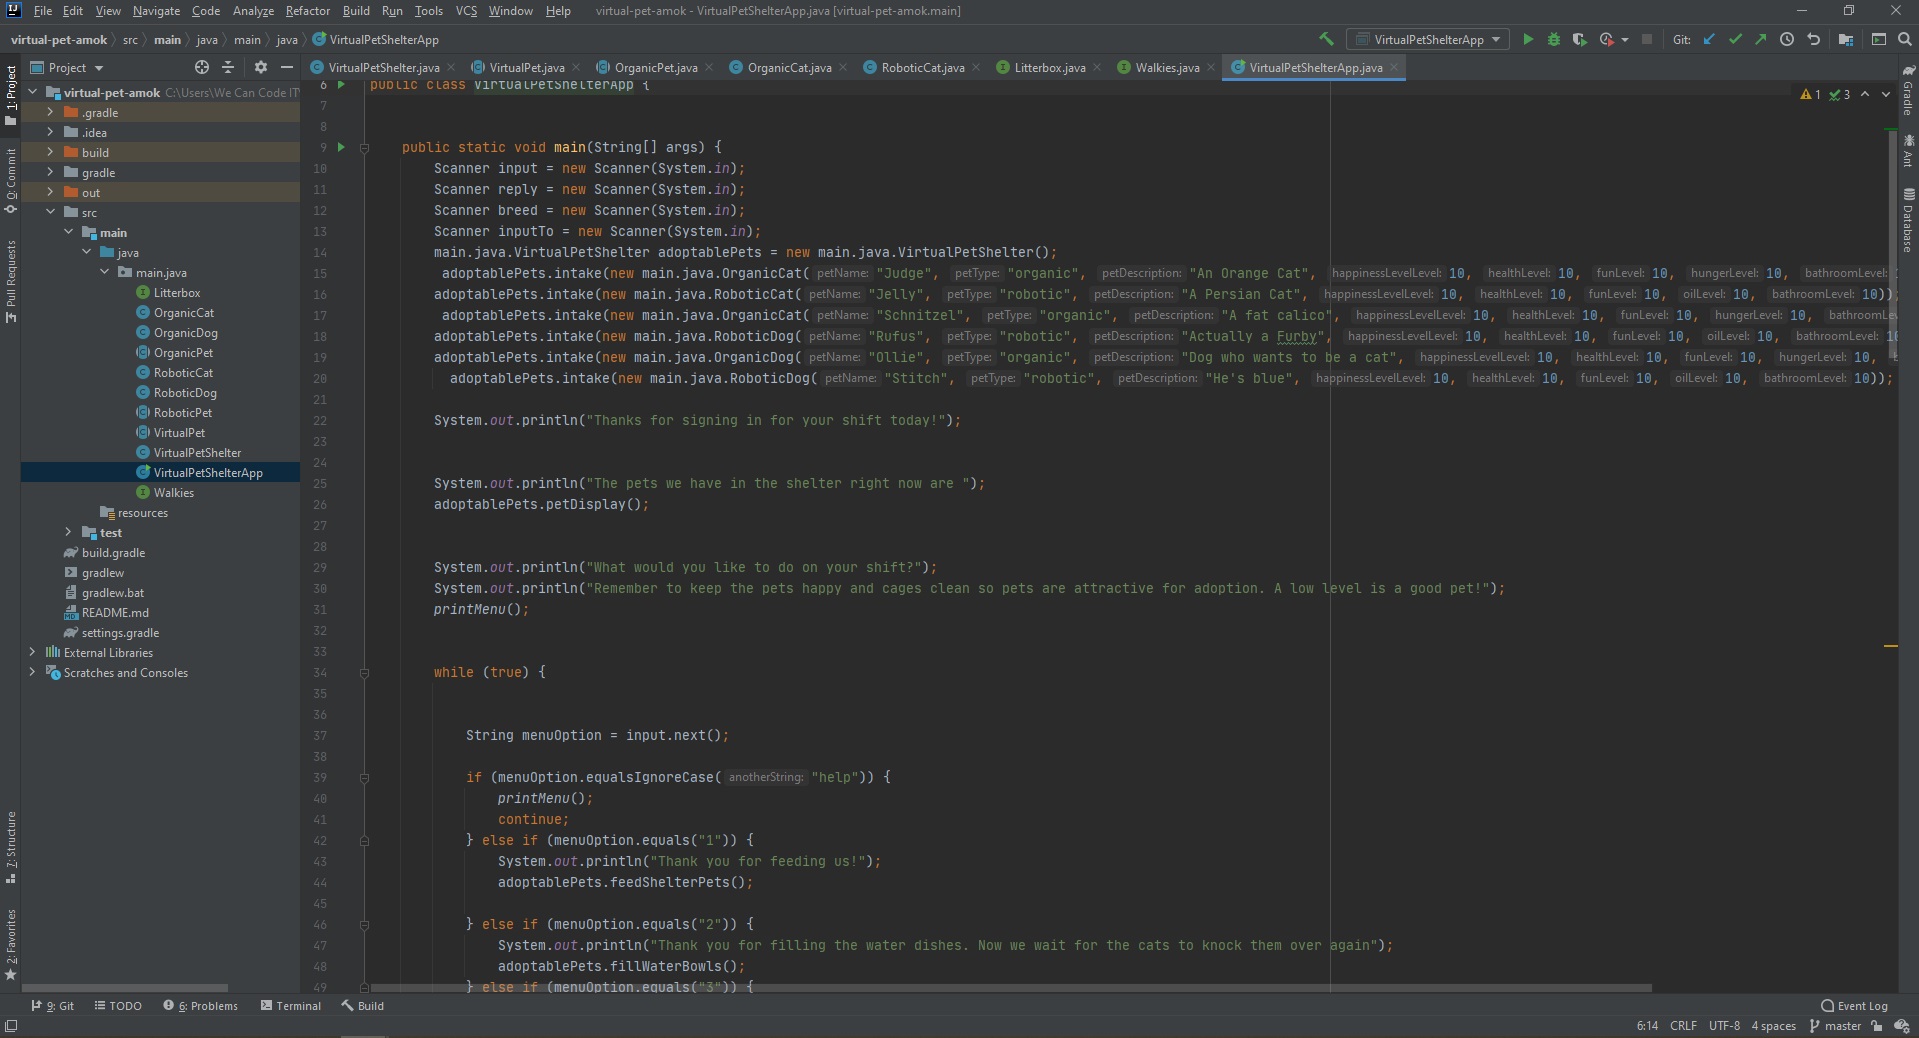 File Edit View Navigate Code Analyze Refactor Build Run Tools VCS Window Help virtual-pet-amok - VirtualPetShelterApp.java [virtual-pet-amok.main]
virtual-pet-amok src main java main java VirtualPetShelterApp VirtualPetShelterApp Git:
Project VirtualPetShelter.java VirtualPet.java OrganicPet.java OrganicCat.java RoboticCat.java Litterbox.java Walkies.java VirtualPetShelterApp.java
1: Project
0: Commit
Pull Requests
7: Structure
2: Favorites
virtual-pet-amok C:\Users\We Can Code IT
.gradle
.idea
build
gradle
out
src
main
java
main.java
Litterbox
OrganicCat
OrganicDog
OrganicPet
RoboticCat
RoboticDog
RoboticPet
VirtualPet
VirtualPetShelter
VirtualPetShelterApp
Walkies
resources
test
build.gradle
gradlew
gradlew.bat
README.md
settings.gradle
External Libraries
Scratches and Consoles
6 public class VirtualPetShelterApp {
7
8
9 public static void main(String[] args) {
10 Scanner input = new Scanner(System.in);
11 Scanner reply = new Scanner(System.in);
12 Scanner breed = new Scanner(System.in);
13 Scanner inputTo = new Scanner(System.in);
14 main.java.VirtualPetShelter adoptablePets = new main.java.VirtualPetShelter();
15 adoptablePets.intake(new main.java.OrganicCat( petName: "Judge", petType: "organic", petDescription: "An Orange Cat", happinessLevelLevel: 10, healthLevel: 10, funLevel: 10, hungerLevel: 10, bathroomLevel:
16 adoptablePets.intake(new main.java.RoboticCat( petName: "Jelly", petType: "robotic", petDescription: "A Persian Cat", happinessLevelLevel: 10, healthLevel: 10, funLevel: 10, oilLevel: 10, bathroomLevel: 10));
17 adoptablePets.intake(new main.java.OrganicCat( petName: "Schnitzel", petType: "organic", petDescription: "A fat calico", happinessLevelLevel: 10, healthLevel: 10, funLevel: 10, hungerLevel: 10, bathroomLev
18 adoptablePets.intake(new main.java.RoboticDog( petName: "Rufus", petType: "robotic", petDescription: "Actually a Furby", happinessLevelLevel: 10, healthLevel: 10, funLevel: 10, oilLevel: 10, bathroomLevel: 10
19 adoptablePets.intake(new main.java.OrganicDog( petName: "Ollie", petType: "organic", petDescription: "Dog who wants to be a cat", happinessLevelLevel: 10, healthLevel: 10, funLevel: 10, hungerLevel: 10,
20 adoptablePets.intake(new main.java.RoboticDog( petName: "Stitch", petType: "robotic", petDescription: "He's blue", happinessLevelLevel: 10, healthLevel: 10, funLevel: 10, oilLevel: 10, bathroomLevel: 10));
21
22 System.out.println("Thanks for signing in for your shift today!");
23
24
25 System.out.println("The pets we have in the shelter right now are ");
26 adoptablePets.petDisplay();
27
28
29 System.out.println("What would you like to do on your shift?");
30 System.out.println("Remember to keep the pets happy and cages clean so pets are attractive for adoption. A low level is a good pet!");
31 printMenu();
32
33
34 while (true) {
35
36
37 String menuOption = input.next();
38
39 if (menuOption.equalsIgnoreCase( anotherString: "help")) {
40 printMenu();
41 continue;
42 } else if (menuOption.equals("1")) {
43 System.out.println("Thank you for feeding us!");
44 adoptablePets.feedShelterPets();
45
46 } else if (menuOption.equals("2")) {
47 System.out.println("Thank you for filling the water dishes. Now we wait for the cats to knock them over again");
48 adoptablePets.fillWaterBowls();
49 } else if (menuOption.equals("3")) {
1 3
Gradle
Ant
Database
9: Git TODO 6: Problems Terminal Build Event Log
6:14 CRLF UTF-8 4 spaces master